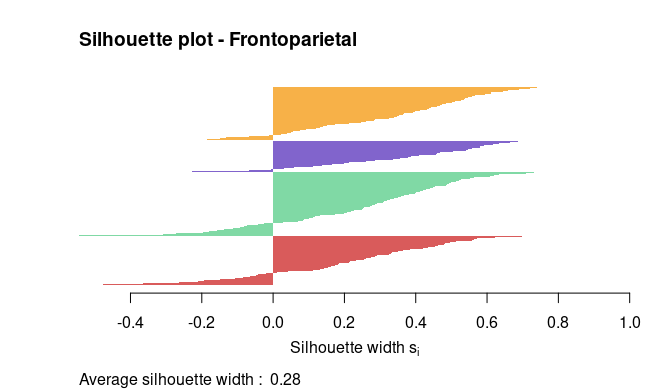 Silhouette plot - Frontoparietal
-0.4 -0.2 0.0 0.2 0.4 0.6 0.8 1.0
Silhouette width si
Average silhouette width : 0.28